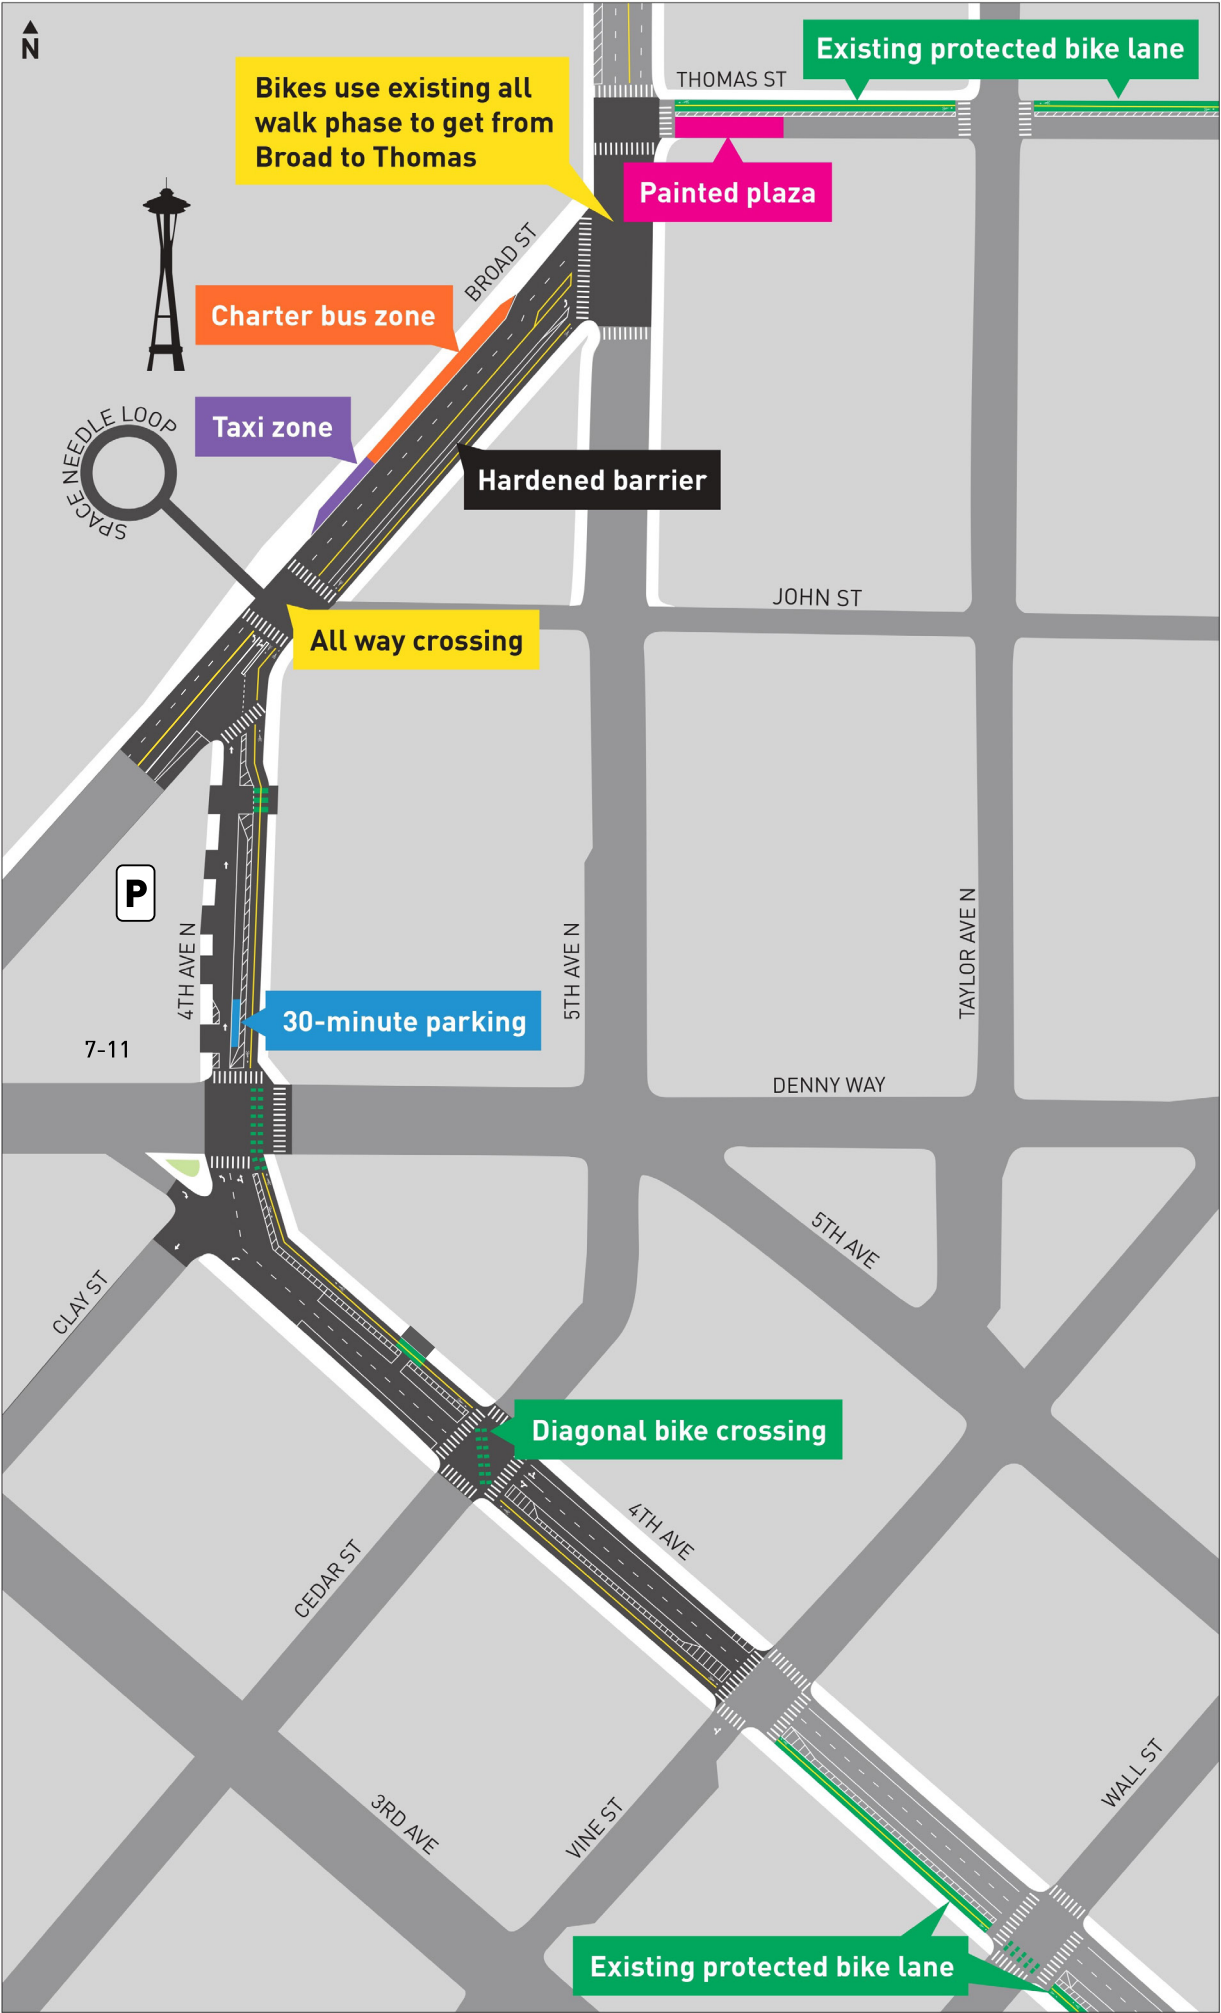 N
Existing protected bike lane
Bikes use existing all
walk phase to get from
Broad to Thomas
THOMAS ST
Painted plaza
BROAD ST
Charter bus zone
Taxi zone
SPACE NEEDLE LOOP
Hardened barrier
JOHN ST
All way crossing
P
4TH AVE N
5TH AVE N
TAYLOR AVE N
30-minute parking
7-11
DENNY WAY
5TH AVE
CLAY ST
Diagonal bike crossing
4TH AVE
CEDAR ST
3RD AVE
VINE ST
WALL ST
Existing protected bike lane